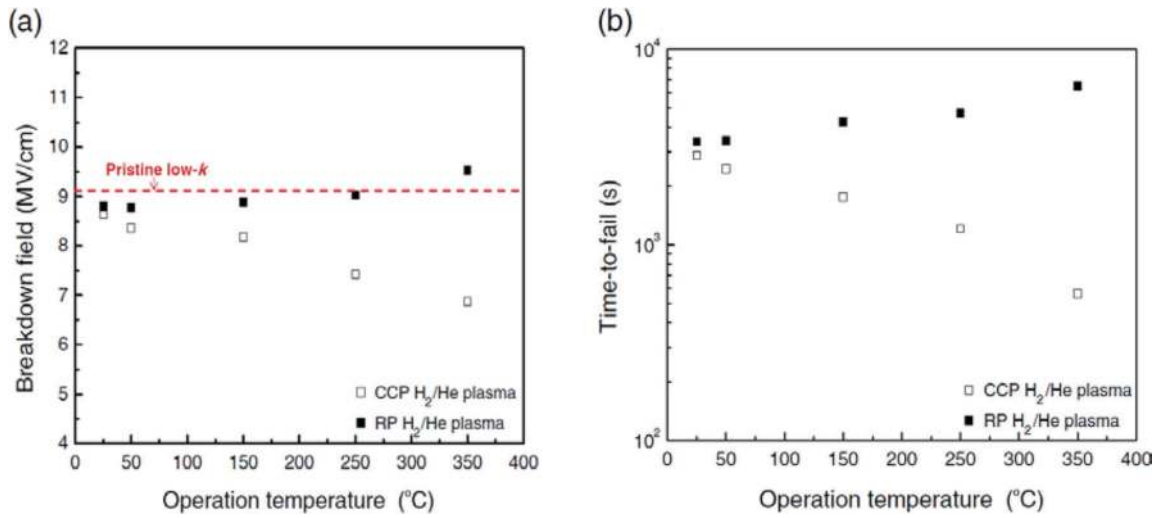 (a)
12
11
10
9
8
7
6
5
4
Breakdown field (MV/cm)
Pristine low-k
CCP H2/He plasma
RP H2/He plasma
0 50 100 150 200 250 300 350 400
Operation temperature (°C)
(b)
10^4
10^3
10^2
Time-to-fail (s)
CCP H2/He plasma
RP H2/He plasma
0 50 100 150 200 250 300 350 400
Operation temperature (°C)